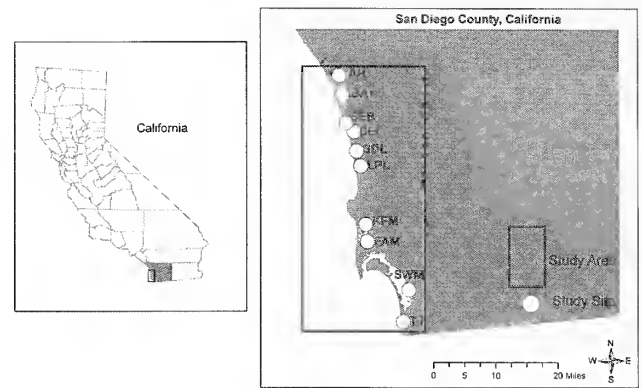 San Diego County, California
California
SDL
LPL
KFM
FAM
SWM
TJ
Study Area
Study Site
N
W E
S
0 5 10 20 Miles